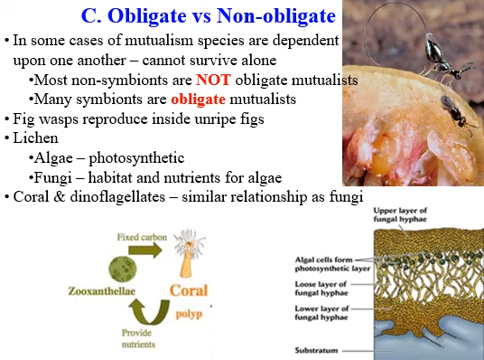 C. Obligate vs Non-obligate
•In some cases of mutualism species are dependent
upon one another – cannot survive alone
•Most non-symbionts are NOT obligate mutualists
•Many symbionts are obligate mutualists
•Fig wasps reproduce inside unripe figs
•Lichen
•Algae – photosynthetic
•Fungi – habitat and nutrients for algae
•Coral & dinoflagellates – similar relationship as fungi
Fixed carbon
Zooxanthellae
Coral
polyp
Provide
nutrients
Upper layer of
fungal hyphae
Algal cells form
photosynthetic layer
Loose layer of
fungal hyphae
Lower layer of
fungal hyphae
Substratum